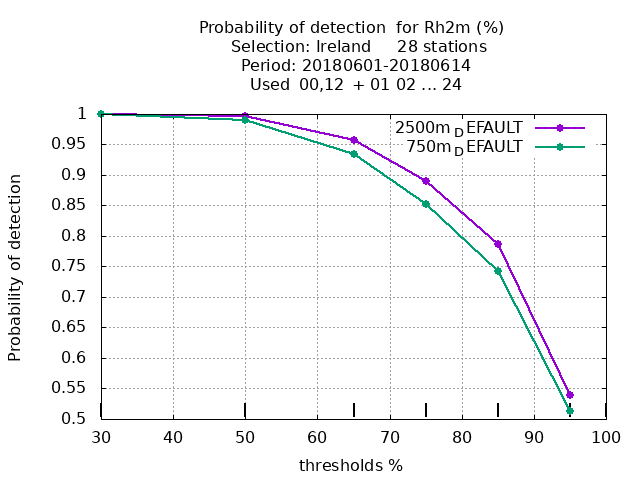 Probability of detection  for Rh2m (%)
Selection: Ireland     28 stations
Period: 20180601-20180614
Used  00,12  + 01 02 ... 24
2500m_DEFAULT
750m_DEFAULT
1
0.95
0.9
0.85
0.8
0.75
0.7
0.65
0.6
0.55
0.5
Probability of detection
30 40 50 60 70 80 90 100
thresholds %